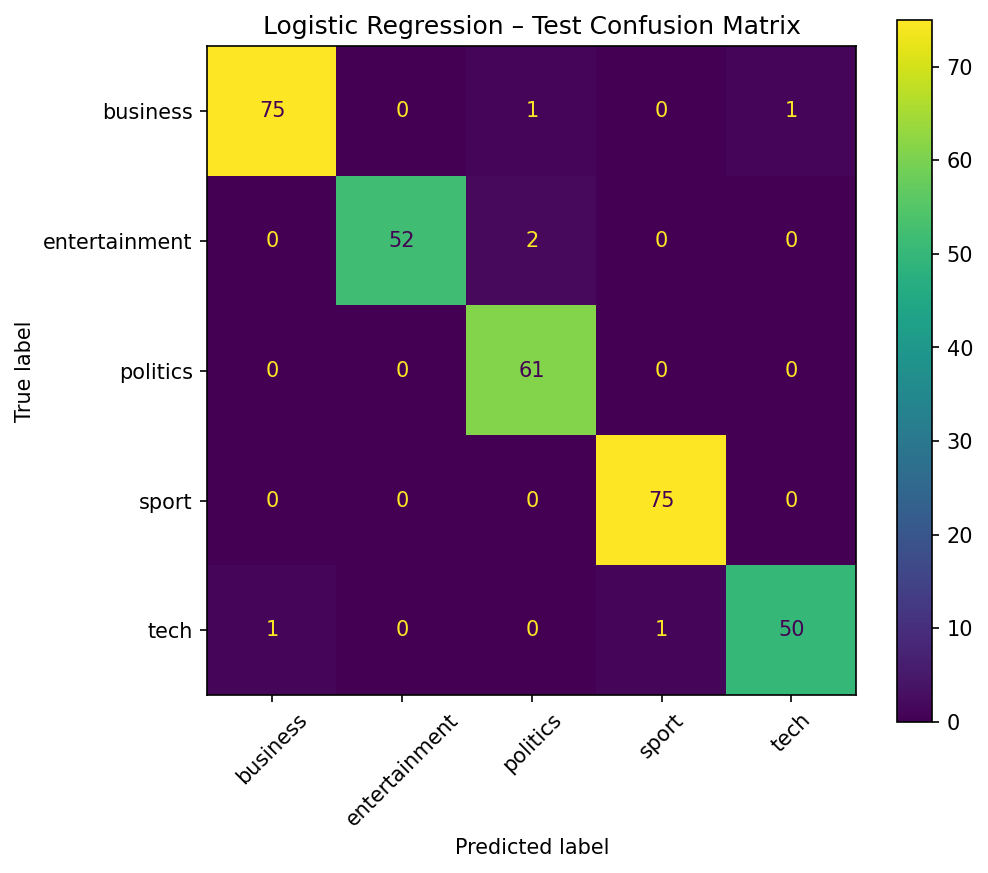 Logistic Regression – Test Confusion Matrix
True label
business 75 0 1 0 1
entertainment 0 52 2 0 0
politics 0 0 61 0 0
sport 0 0 0 75 0
tech 1 0 0 1 50
business entertainment politics sport tech
Predicted label
70
60
50
40
30
20
10
0